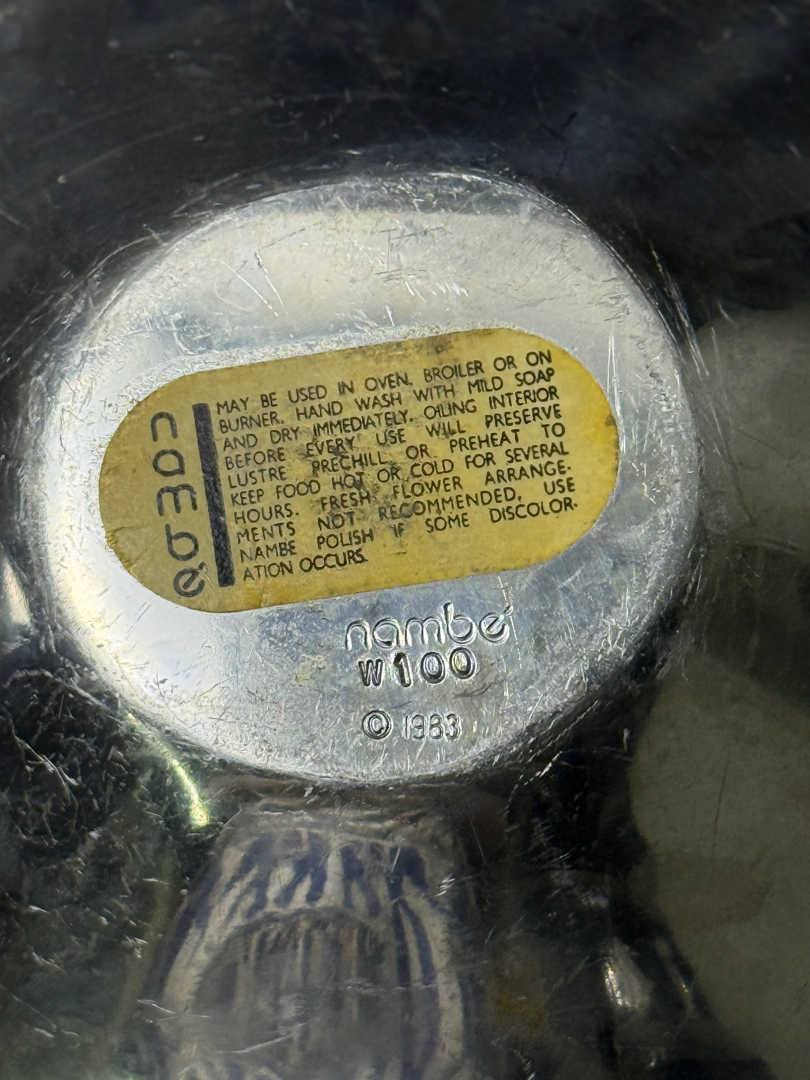 nambé
MAY BE USED IN OVEN, BROILER OR ON
BURNER. HAND WASH WITH MILD SOAP
AND DRY IMMEDIATELY. OILING INTERIOR
BEFORE EVERY USE WILL PRESERVE
LUSTRE PRECHILL OR PREHEAT TO
KEEP FOOD HOT OR COLD FOR SEVERAL
HOURS. FRESH FLOWER ARRANGE-
MENTS NOT RECOMMENDED. USE
NAMBE POLISH IF SOME DISCOLOR-
ATION OCCURS.
nambé
W100
© 1983